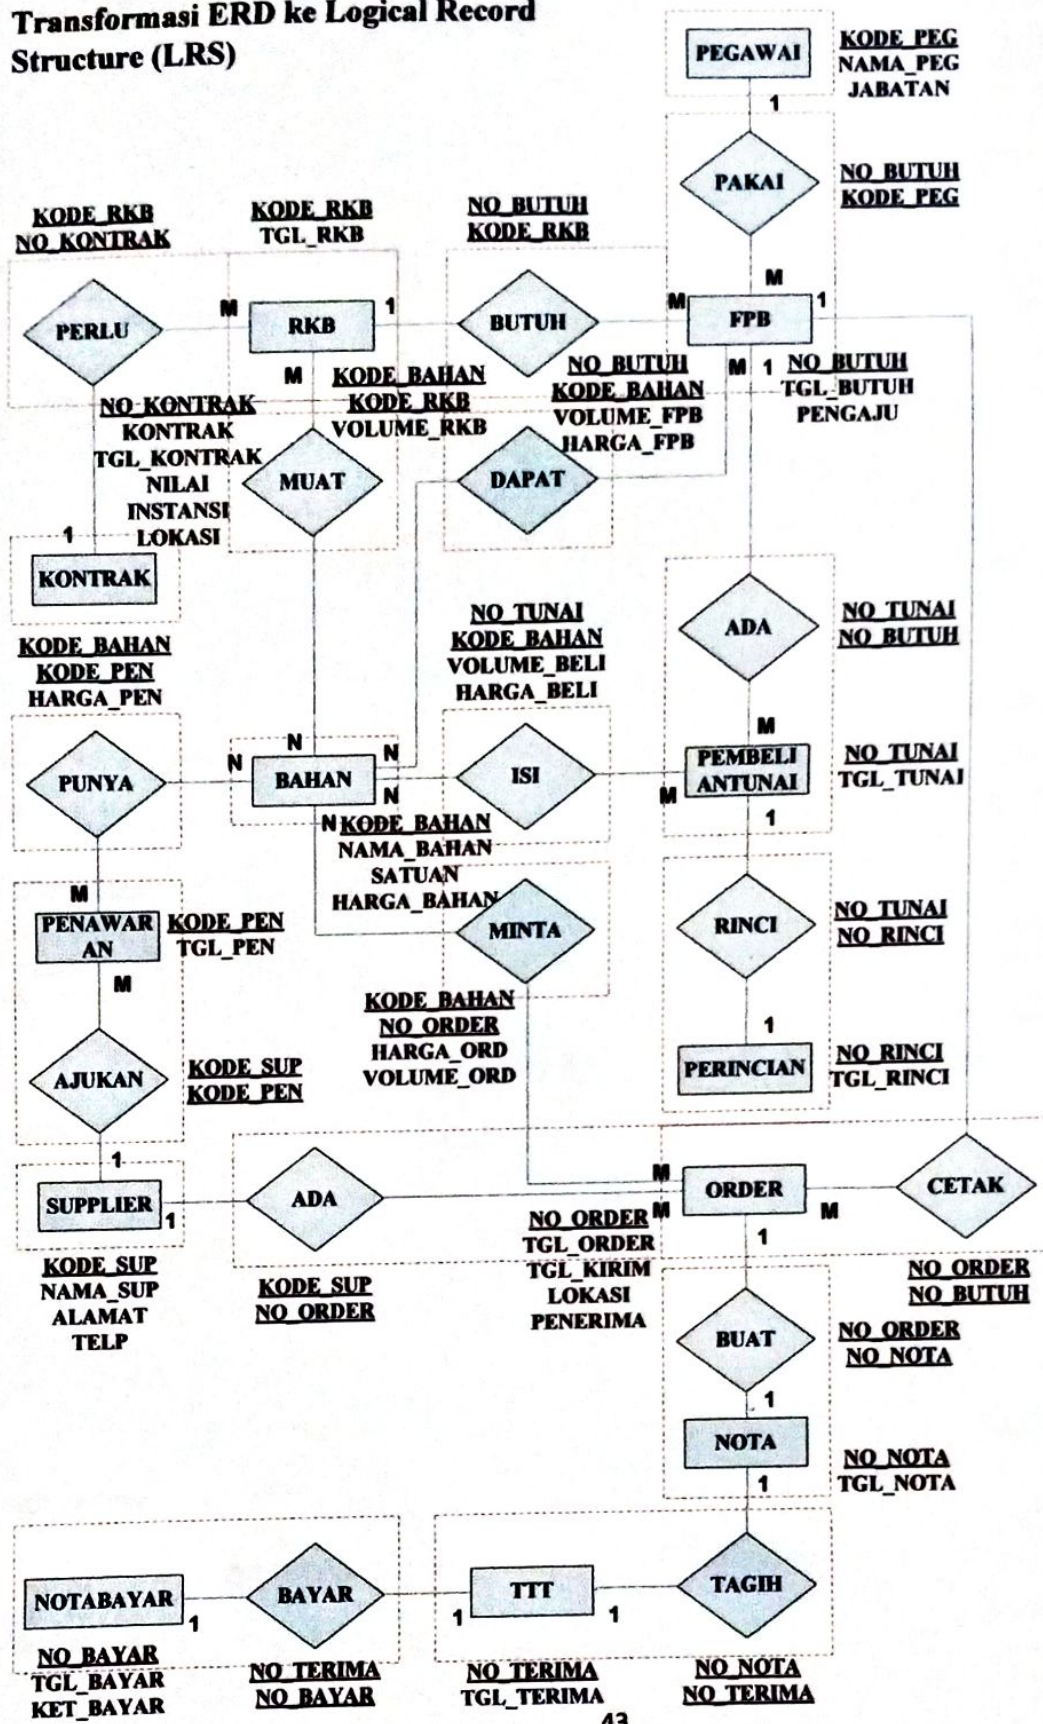 Transformasi ERD ke Logical Record
Structure (LRS)
PEGAWAI
KODE_PEG
NAMA_PEG
JABATAN
1
PAKAI
NO_BUTUH
KODE_PEG
M
KODE_RKB
NO_KONTRAK
KODE_RKB
TGL_RKB
NO_BUTUH
KODE_RKB
PERLU
M
RKB
1
BUTUH
M
FPB
1
M
M
1
NO_BUTUH
TGL_BUTUH
PENGAJU
KODE_BAHAN
KODE_RKB
VOLUME_RKB
NO_BUTUH
KODE_BAHAN
VOLUME_FPB
HARGA_FPB
NO_KONTRAK
KONTRAK
TGL_KONTRAK
NILAI
INSTANSI
LOKASI
MUAT
DAPAT
1
KONTRAK
ADA
NO_TUNAI
NO_BUTUH
KODE_BAHAN
KODE_PEN
HARGA_PEN
NO_TUNAI
KODE_BAHAN
VOLUME_BELI
HARGA_BELI
M
PUNYA
N
N
N
BAHAN
N
N
ISI
M
PEMBELI
ANTUNAI
NO_TUNAI
TGL_TUNAI
1
KODE_BAHAN
NAMA_BAHAN
SATUAN
HARGA_BAHAN
M
PENAWAR
AN
KODE_PEN
TGL_PEN
M
MINTA
RINCI
NO_TUNAI
NO_RINCI
1
KODE_BAHAN
NO_ORDER
HARGA_ORD
VOLUME_ORD
PERINCIAN
NO_RINCI
TGL_RINCI
AJUKAN
KODE_SUP
KODE_PEN
1
SUPPLIER
1
ADA
M
M
ORDER
M
CETAK
1
NO_ORDER
TGL_ORDER
TGL_KIRIM
LOKASI
PENERIMA
KODE_SUP
NAMA_SUP
ALAMAT
TELP
KODE_SUP
NO_ORDER
NO_ORDER
NO_BUTUH
BUAT
NO_ORDER
NO_NOTA
1
NOTA
NO_NOTA
TGL_NOTA
1
NOTABAYAR
1
BAYAR
1
TTT
1
TAGIH
NO_BAYAR
TGL_BAYAR
KET_BAYAR
NO_TERIMA
NO_BAYAR
NO_TERIMA
TGL_TERIMA
NO_NOTA
NO_TERIMA
43